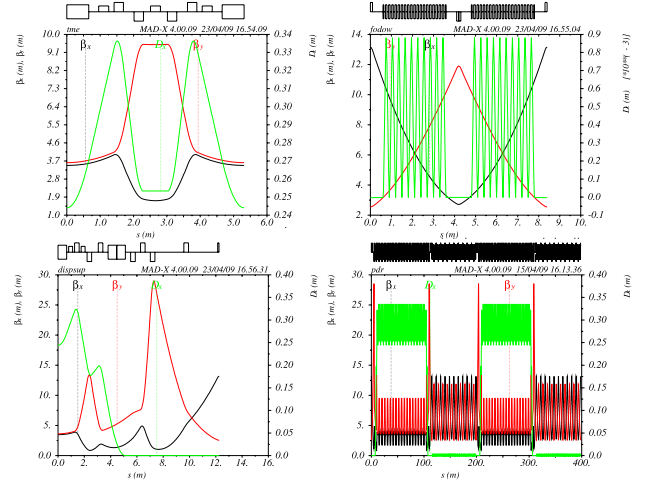 tme MAD-X 4.00.09 23/04/09 16.54.09
10.0 9.1 8.2 7.3 6.4 5.5 4.6 3.7 2.8 1.9 1.0
βx (m), βy (m)
βx Dx βy
0.34 0.33 0.32 0.31 0.30 0.29 0.28 0.27 0.26 0.25 0.24
Dx (m)
0.0 1.0 2.0 3.0 4.0 5.0 6.0
s (m)
fodow MAD-X 4.00.09 23/04/09 16.55.04
14. 12. 10. 8. 6. 4. 2.
βx (m), βy (m)
βy βx
0.9 0.8 0.7 0.6 0.5 0.4 0.3 0.2 0.1 0.0 -0.1
Dx (m) [*10**( -3)]
0.0 1. 2. 3. 4. 5. 6. 7. 8. 9. 10.
s (m)
dispsup MAD-X 4.00.09 23/04/09 16.56.31
30. 25. 20. 15. 10. 5. 0.0
βx (m), βy (m)
βx βy Dx
0.40 0.35 0.30 0.25 0.20 0.15 0.10 0.05 0.0
Dx (m)
0.0 2. 4. 6. 8. 10. 12. 14. 16.
s (m)
pdr MAD-X 4.00.09 15/04/09 16.13.36
30. 25. 20. 15. 10. 5. 0.0
βx (m), βy (m)
βx Dx βy
0.40 0.35 0.30 0.25 0.20 0.15 0.10 0.05 0.0
Dx (m)
0.0 100. 200. 300. 400.
s (m)